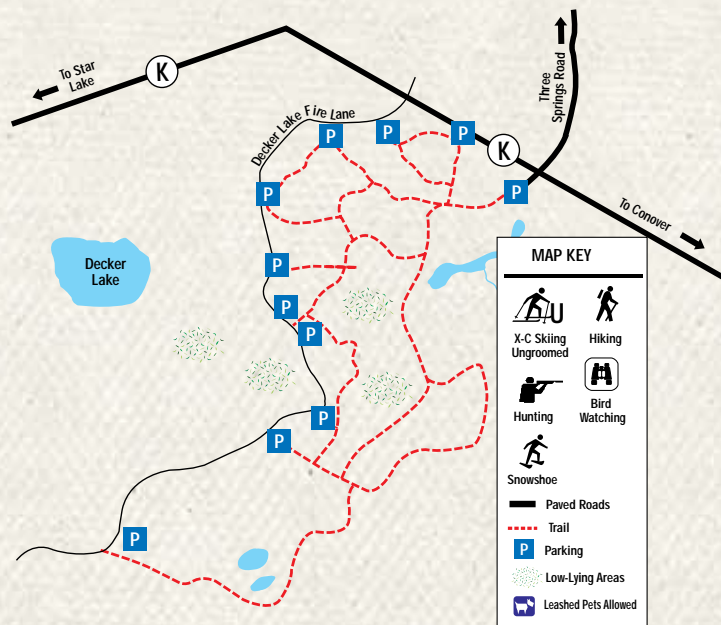 To Star
Lake
K
Decker Lake Fire Lane
Three
Springs Road
P
P
P
K
P
P
To Conover
Decker
Lake
P
P
P
P
P
P
MAP KEY
X-C Skiing
Ungroomed
Hiking
Hunting
Bird
Watching
Snowshoe
Paved Roads
Trail
P
Parking
Low-Lying Areas
Leashed Pets Allowed